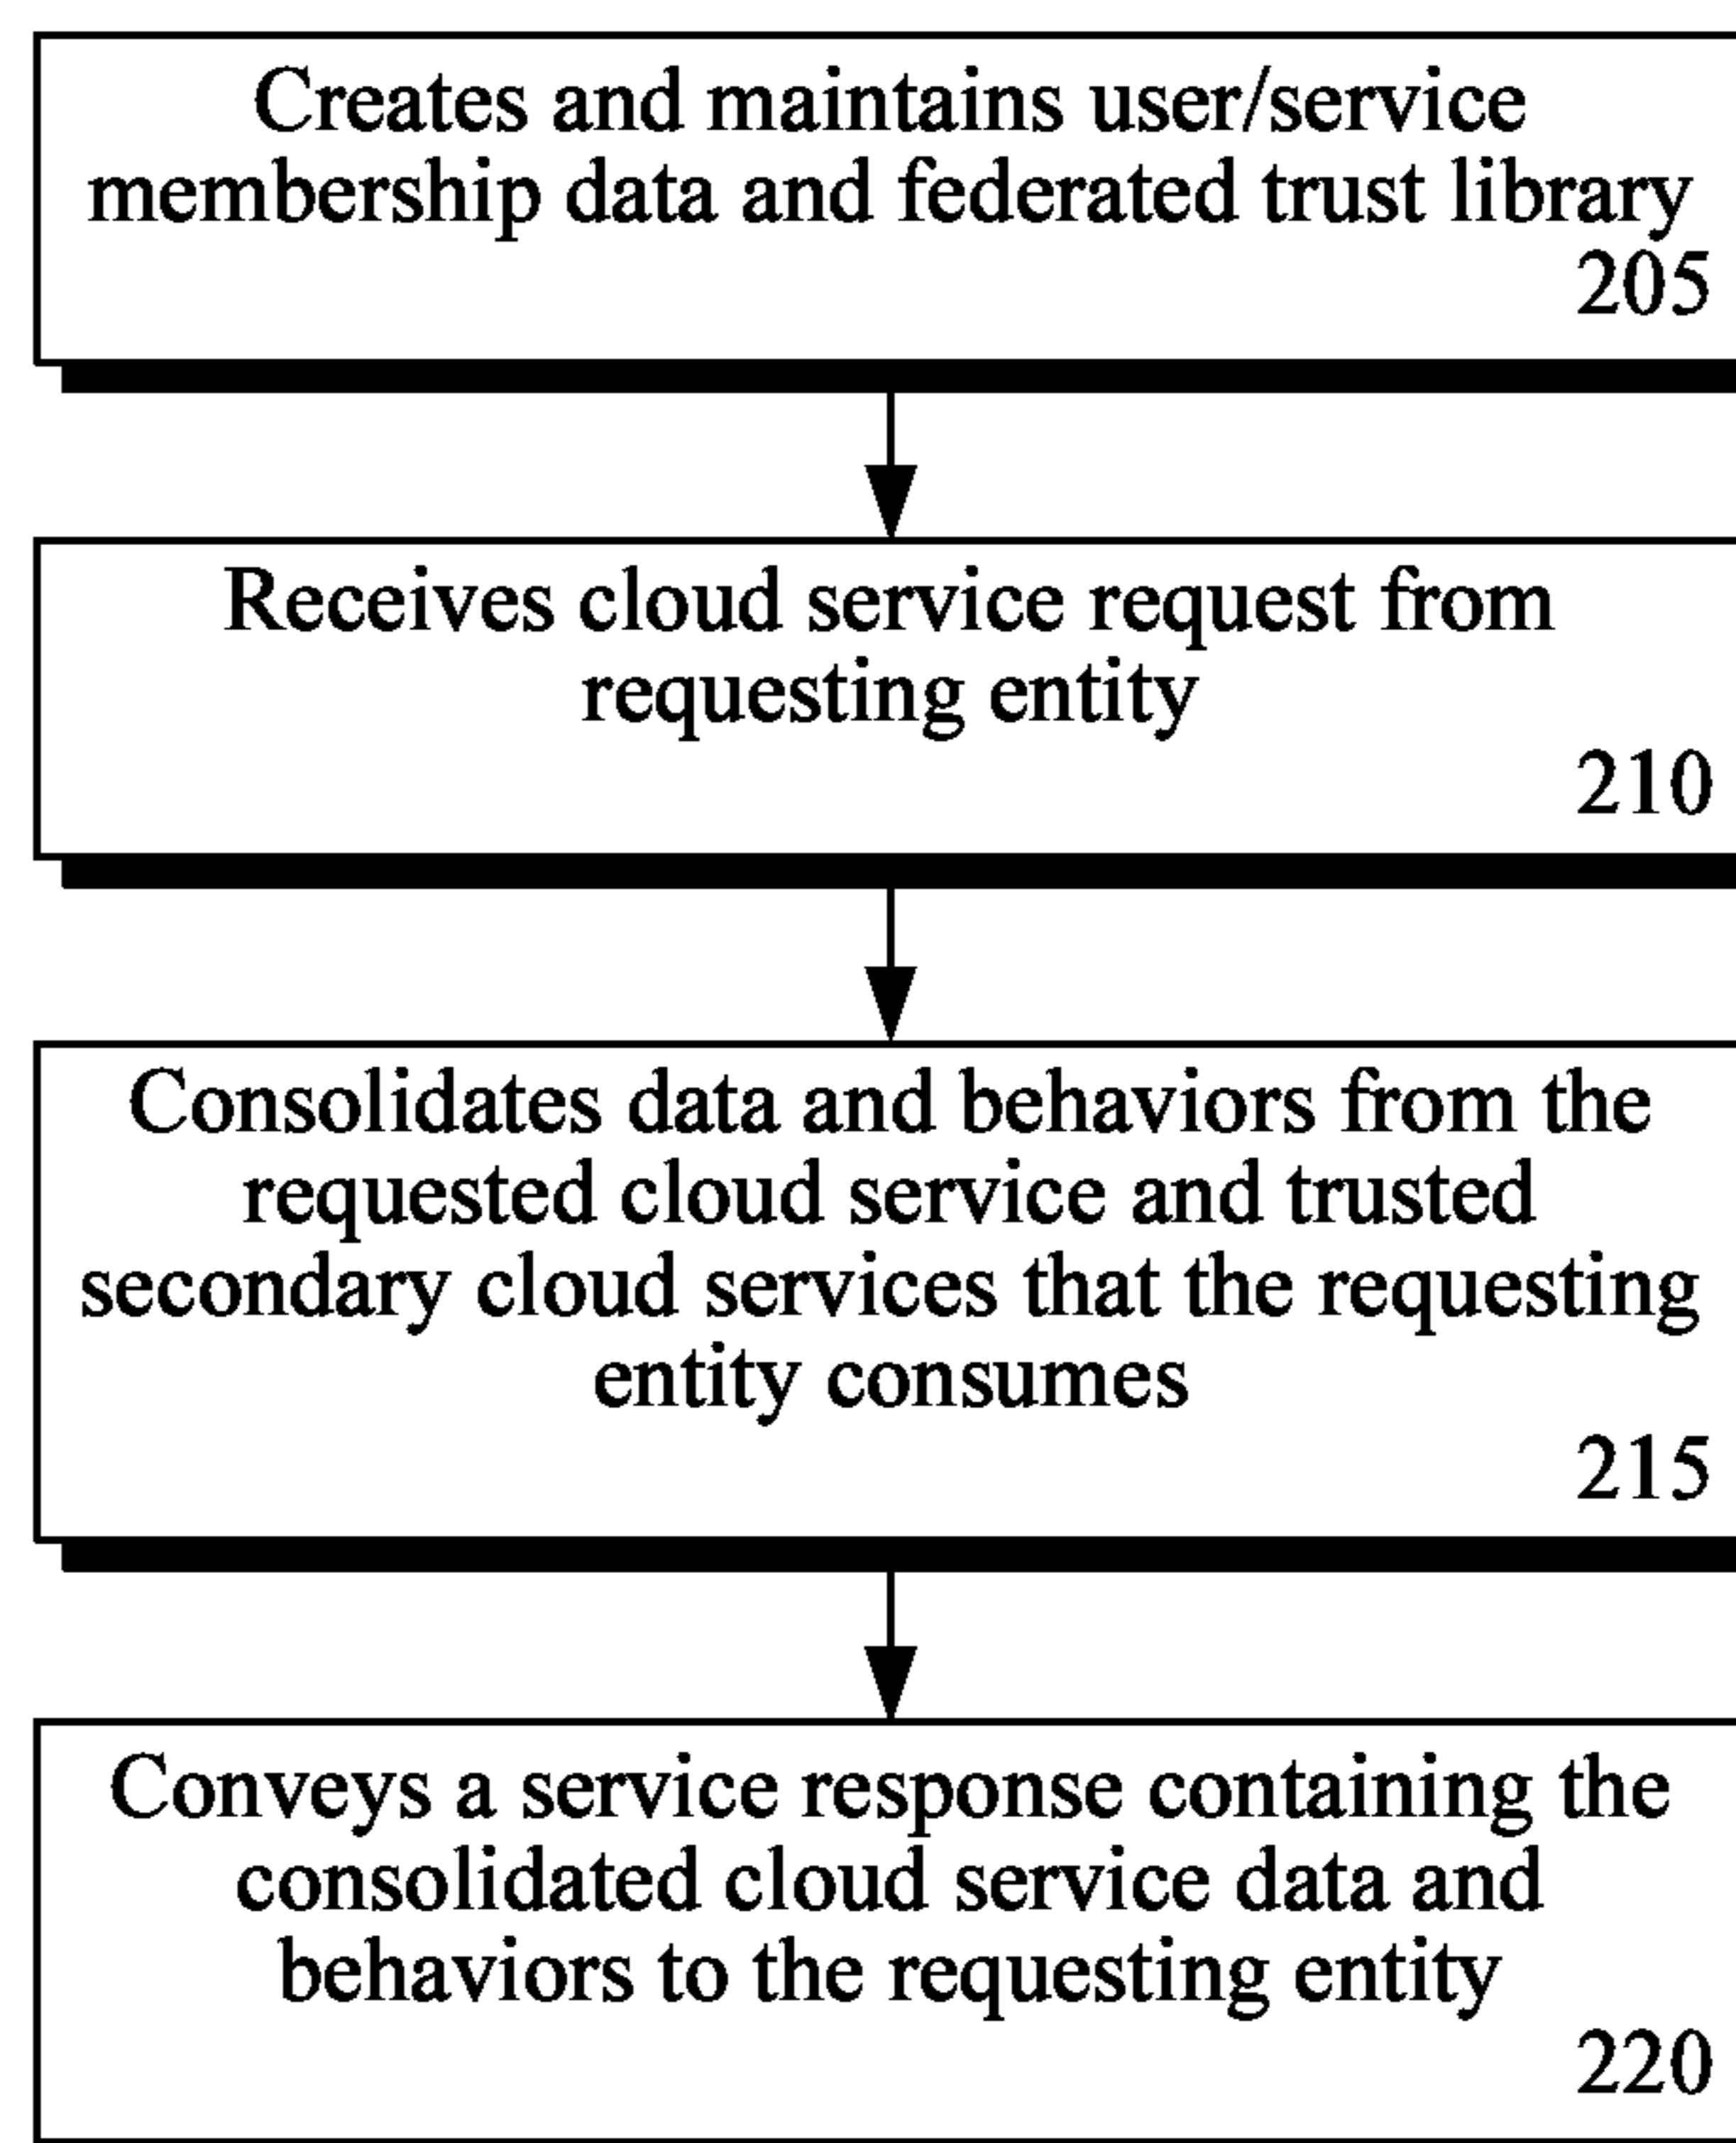 Creates and maintains user/service
membership data and federated trust library
205
Receives cloud service request from
requesting entity
210
Consolidates data and behaviors from the
requested cloud service and trusted
secondary cloud services that the requesting
entity consumes
215
Conveys a service response containing the
consolidated cloud service data and
behaviors to the requesting entity
220